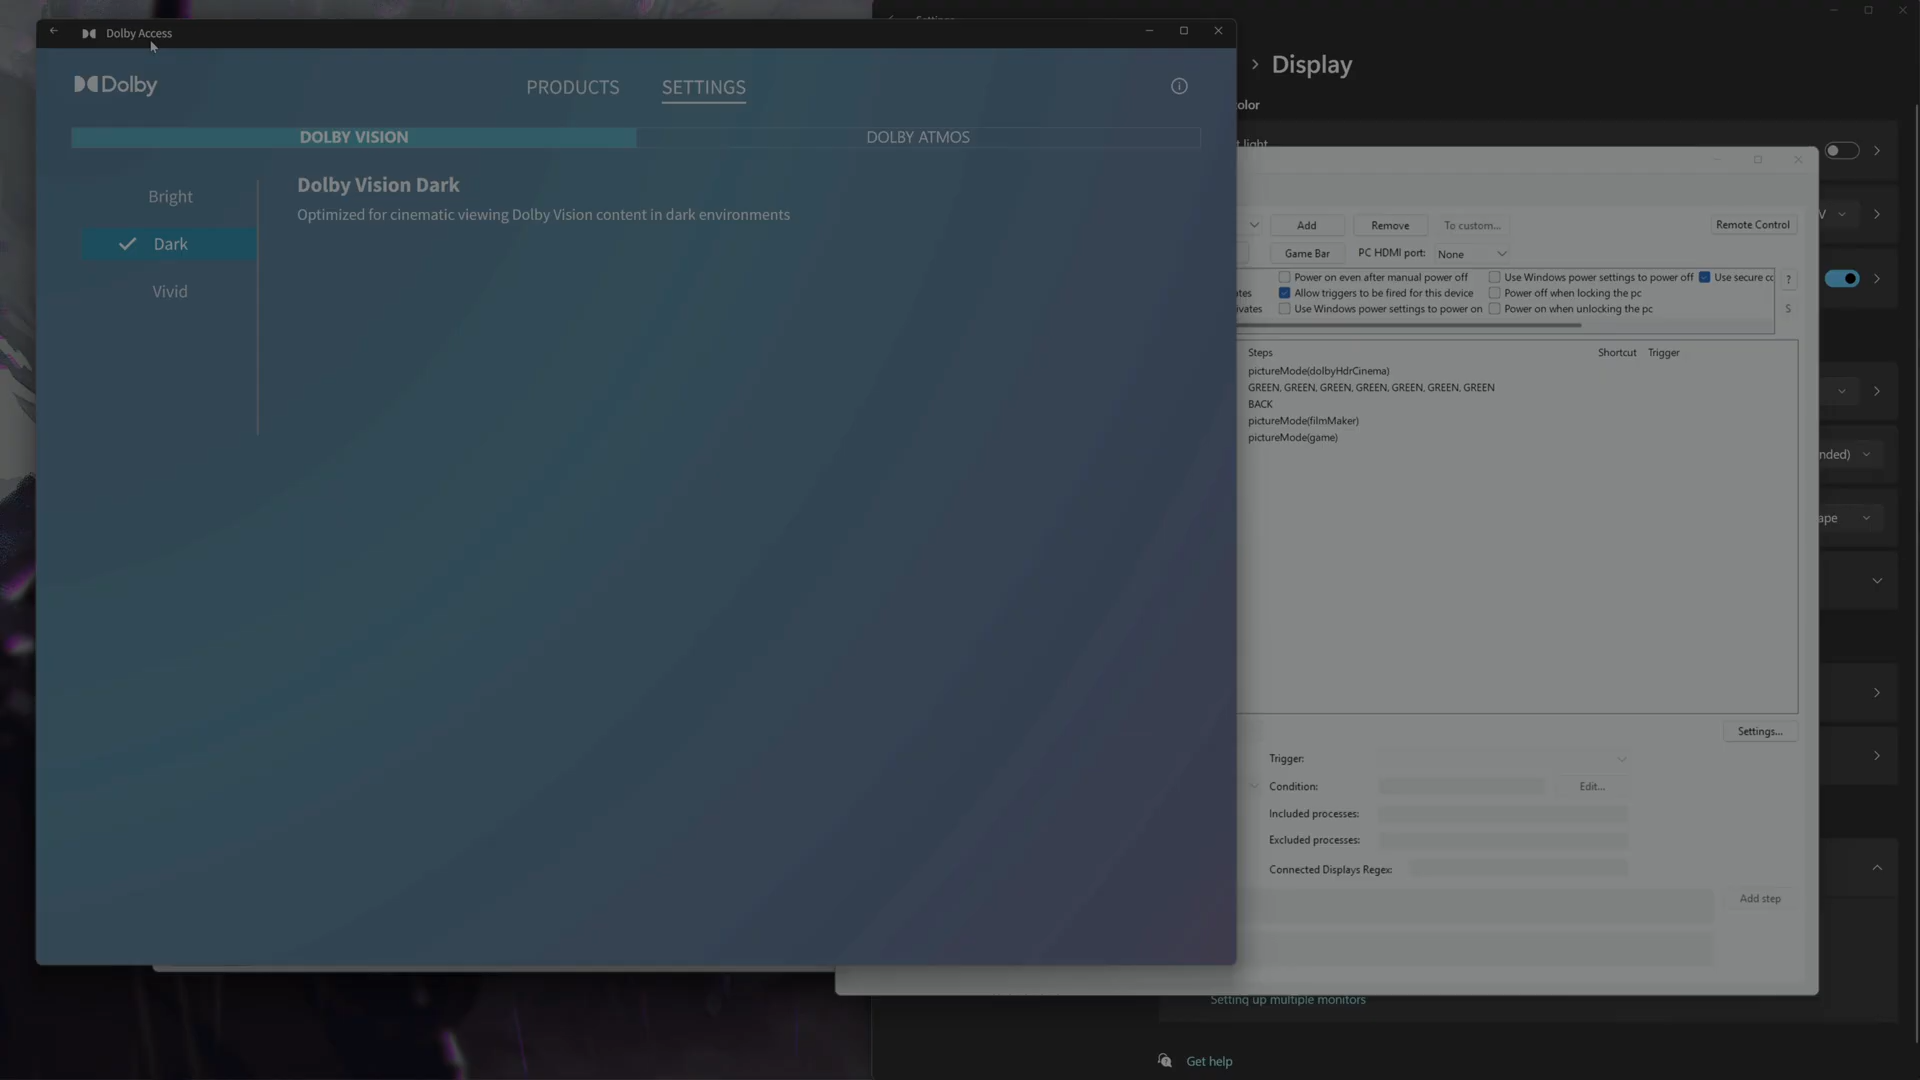 Dolby Access
Dolby
PRODUCTS
SETTINGS
DOLBY VISION
DOLBY ATMOS
Bright
Dark
Vivid
Dolby Vision Dark
Optimized for cinematic viewing Dolby Vision content in dark environments
Display
olor
t light
Add
Remove
To custom...
Remote Control
Game Bar
PC HDMI port:
None
Power on even after manual power off
Use Windows power settings to power off
Use secure co
?
ates
Allow triggers to be fired for this device
Power off when locking the pc
ivates
Use Windows power settings to power on
Power on when unlocking the pc
S
V
Steps
Shortcut
Trigger
pictureMode(dolbyHdrCinema)
GREEN, GREEN, GREEN, GREEN, GREEN, GREEN, GREEN
BACK
pictureMode(filmMaker)
pictureMode(game)
nded)
ape
Settings...
Trigger:
Condition:
Edit...
Included processes:
Excluded processes:
Connected Displays Regex:
Add step
Setting up multiple monitors
Get help